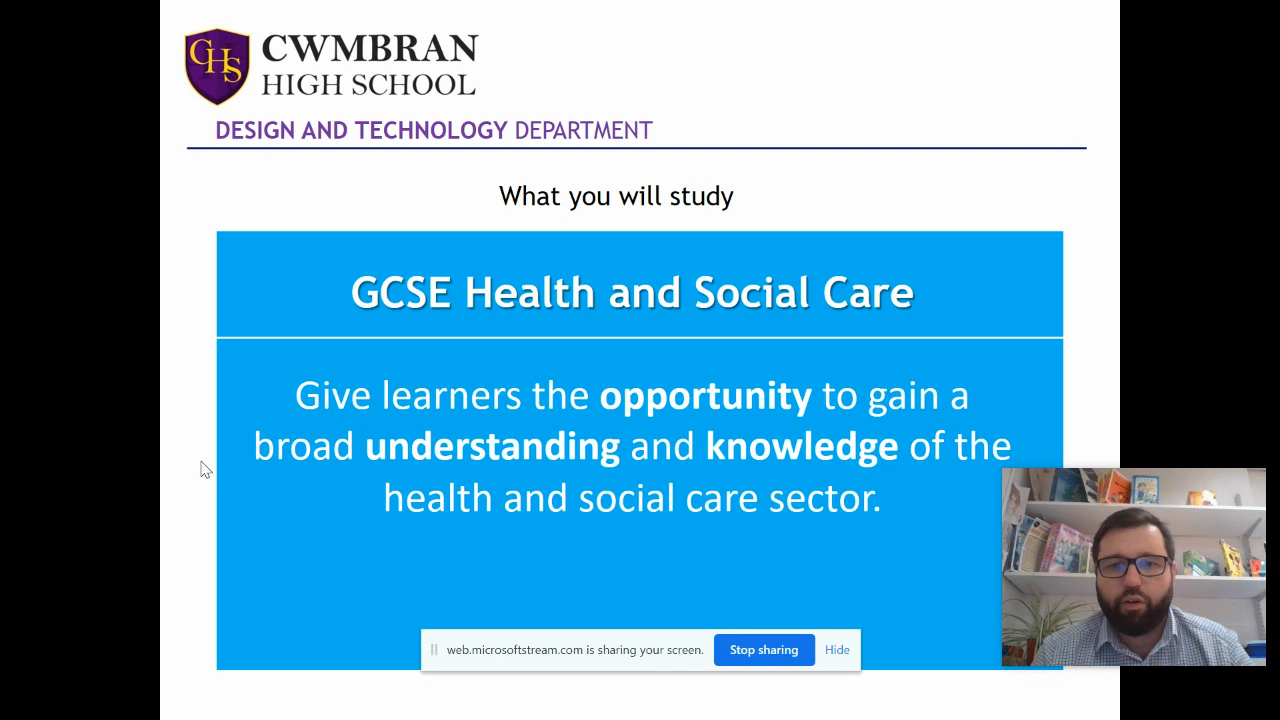 GHS
CWMBRAN
HIGH SCHOOL
DESIGN AND TECHNOLOGY DEPARTMENT
What you will study
GCSE Health and Social Care
Give learners the opportunity to gain a
broad understanding and knowledge of the
health and social care sector.
web.microsoftstream.com is sharing your screen. Stop sharing Hide